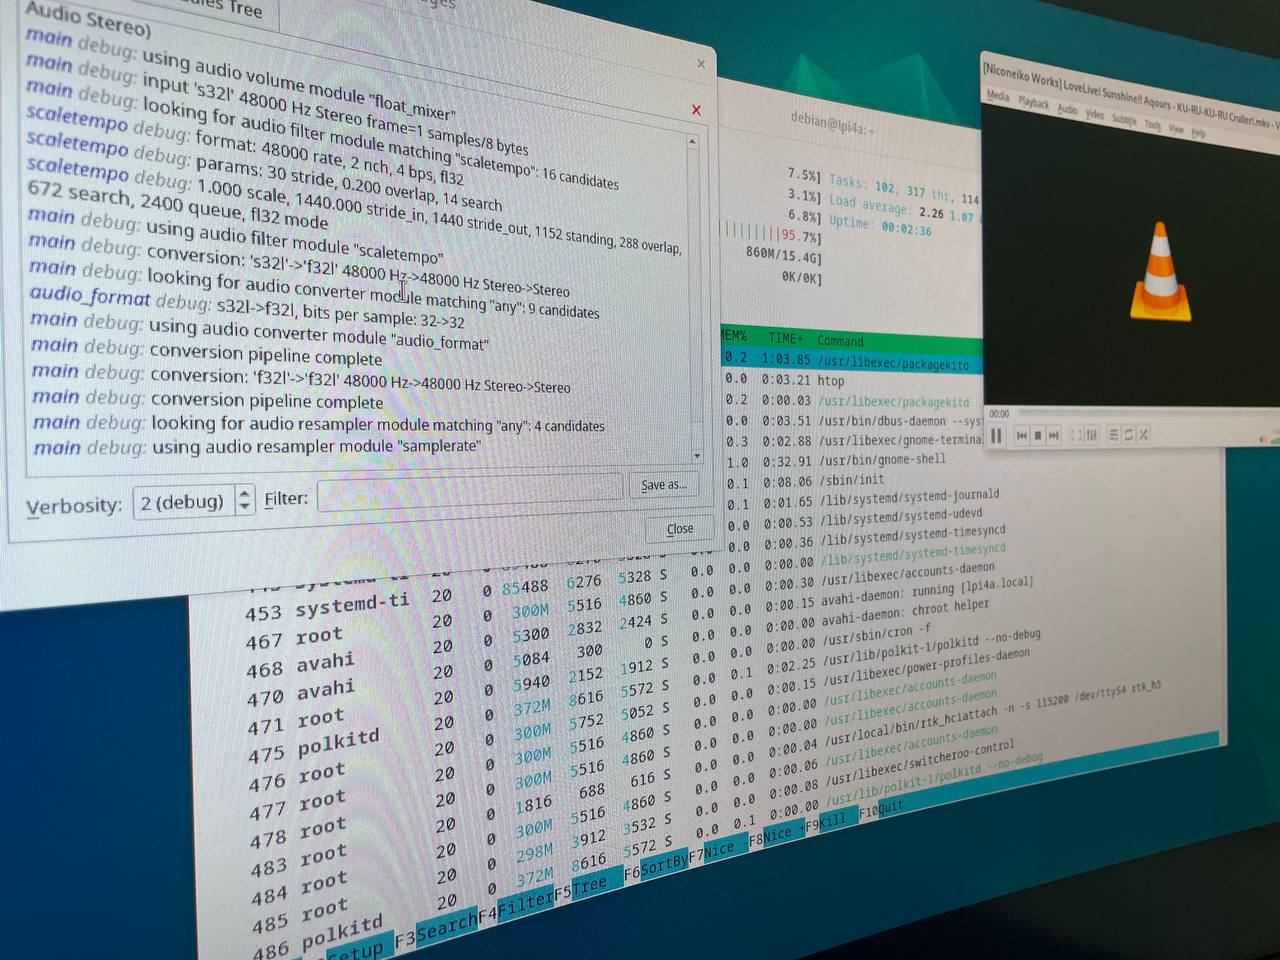 les Tree
Audio Stereo)
main debug: using audio volume module "float_mixer"
main debug: input 's32l' 48000 Hz Stereo frame=1 samples/8 bytes
main debug: looking for audio filter module matching "scaletempo": 16 candidates
scaletempo debug: format: 48000 rate, 2 nch, 4 bps, fl32
scaletempo debug: params: 30 stride, 0.200 overlap, 14 search
scaletempo debug: 1.000 scale, 1440.000 stride_in, 1440 stride_out, 1152 standing, 288 overlap,
672 search, 2400 queue, fl32 mode
main debug: using audio filter module "scaletempo"
main debug: conversion: 's32l'->'f32l' 48000 Hz->48000 Hz Stereo->Stereo
main debug: looking for audio converter module matching "any": 9 candidates
audio_format debug: s32l->f32l, bits per sample: 32->32
main debug: using audio converter module "audio_format"
main debug: conversion pipeline complete
main debug: conversion: 'f32l'->'f32l' 48000 Hz->48000 Hz Stereo->Stereo
main debug: conversion pipeline complete
main debug: looking for audio resampler module matching "any": 4 candidates
main debug: using audio resampler module "samplerate"
Verbosity: 2 (debug) Filter: Save as...
Close
debian@lpi4a: ~
7.5%] Tasks: 102, 317 thr, 114
3.1%] Load average: 2.26 1.07
6.8%] Uptime: 00:02:36
95.7%]
860M/15.4G]
0K/0K]
MEM% TIME+ Command
0.2 1:03.85 /usr/libexec/packagekitd
0.0 0:03.21 htop
0.2 0:00.03 /usr/libexec/packagekitd
0.0 0:03.51 /usr/bin/dbus-daemon --sys
0.3 0:02.88 /usr/libexec/gnome-termina
1.0 0:32.91 /usr/bin/gnome-shell
0.1 0:08.06 /sbin/init
0.1 0:01.65 /lib/systemd/systemd-journald
0.0 0:00.53 /lib/systemd/systemd-udevd
0.0 0:00.36 /lib/systemd/systemd-timesyncd
453 systemd-ti 20 0 85488 6276 5328 S 0.0 0.0 0:00.00 /lib/systemd/systemd-timesyncd
467 root 20 0 300M 5516 4860 S 0.0 0.0 0:00.30 /usr/libexec/accounts-daemon
468 avahi 20 0 5300 2832 2424 S 0.0 0.0 0:00.15 avahi-daemon: running [lpi4a.local]
470 avahi 20 0 5084 300 0 S 0.0 0.0 0:00.00 avahi-daemon: chroot helper
471 root 20 0 5940 2152 1912 S 0.0 0.0 0:00.00 /usr/sbin/cron -f
475 polkitd 20 0 372M 8616 5572 S 0.0 0.1 0:02.25 /usr/lib/polkit-1/polkitd --no-debug
476 root 20 0 300M 5752 5052 S 0.0 0.0 0:00.15 /usr/libexec/power-profiles-daemon
477 root 20 0 300M 5516 4860 S 0.0 0.0 0:00.00 /usr/libexec/accounts-daemon
478 root 20 0 300M 5516 4860 S 0.0 0.0 0:00.00 /usr/libexec/accounts-daemon
483 root 20 0 1816 688 616 S 0.0 0.0 0:00.04 /usr/local/bin/rtk_hciattach -n -s 115200 /dev/ttyS4 rtk_h5
484 root 20 0 300M 5516 4860 S 0.0 0.0 0:00.06 /usr/libexec/accounts-daemon
485 root 20 0 298M 3912 3532 S 0.0 0.0 0:00.08 /usr/libexec/switcheroo-control
486 polkitd 20 0 372M 8616 5572 S 0.0 0.1 0:00.00 /usr/lib/polkit-1/polkitd --no-debug
Setup F3Search F4Filter F5Tree F6SortBy F7Nice - F8Nice + F9Kill F10Quit
[Niconeiko Works] LoveLive! Sunshine!! Aqours - KU-RU-KU-RU Cruller!.mkv - V
Media Playback Audio Video Subtitle Tools View Help
00:00